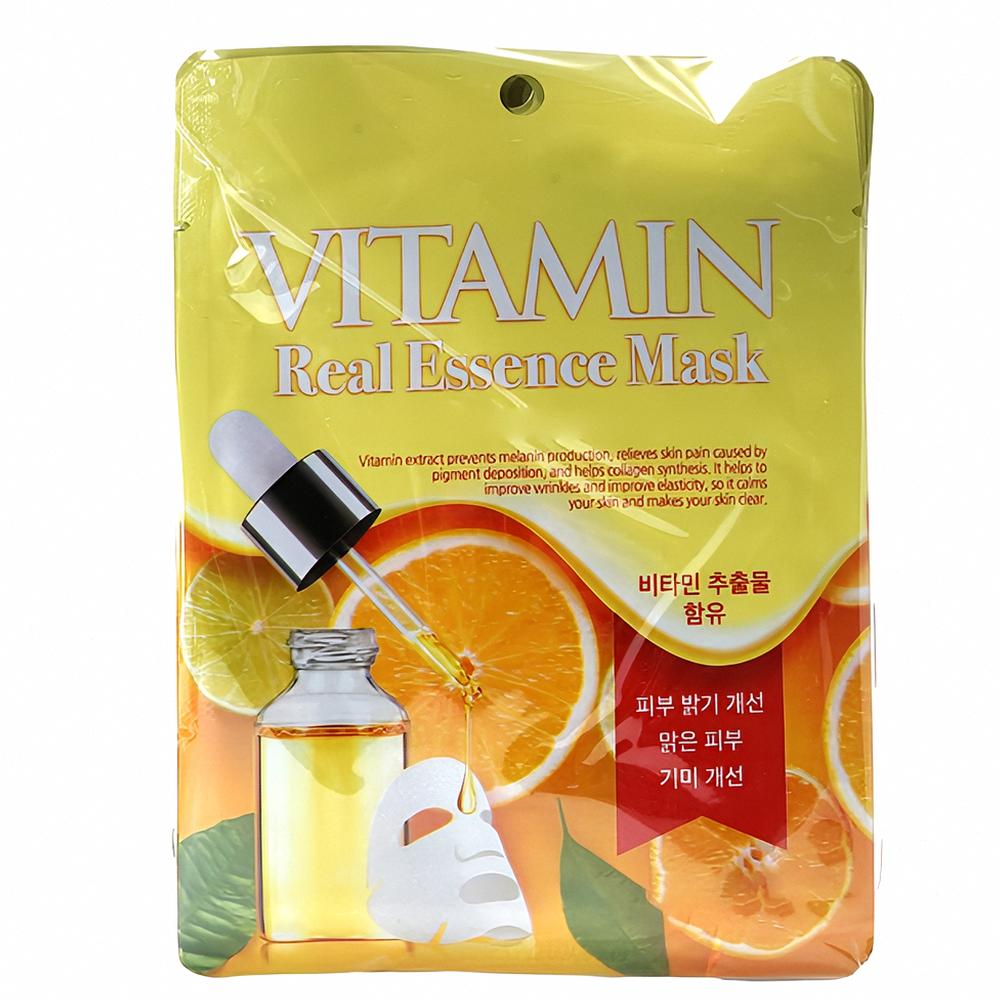 VITAMIN
Real Essence Mask
Vitamin extract prevents melanin production, relieves skin pain caused by
pigment deposition, and helps collagen synthesis. It helps to
improve wrinkles and improve elasticity, so it calms
your skin and makes your skin clear.
비타민 추출물
함유
피부 밝기 개선
맑은 피부
기미 개선